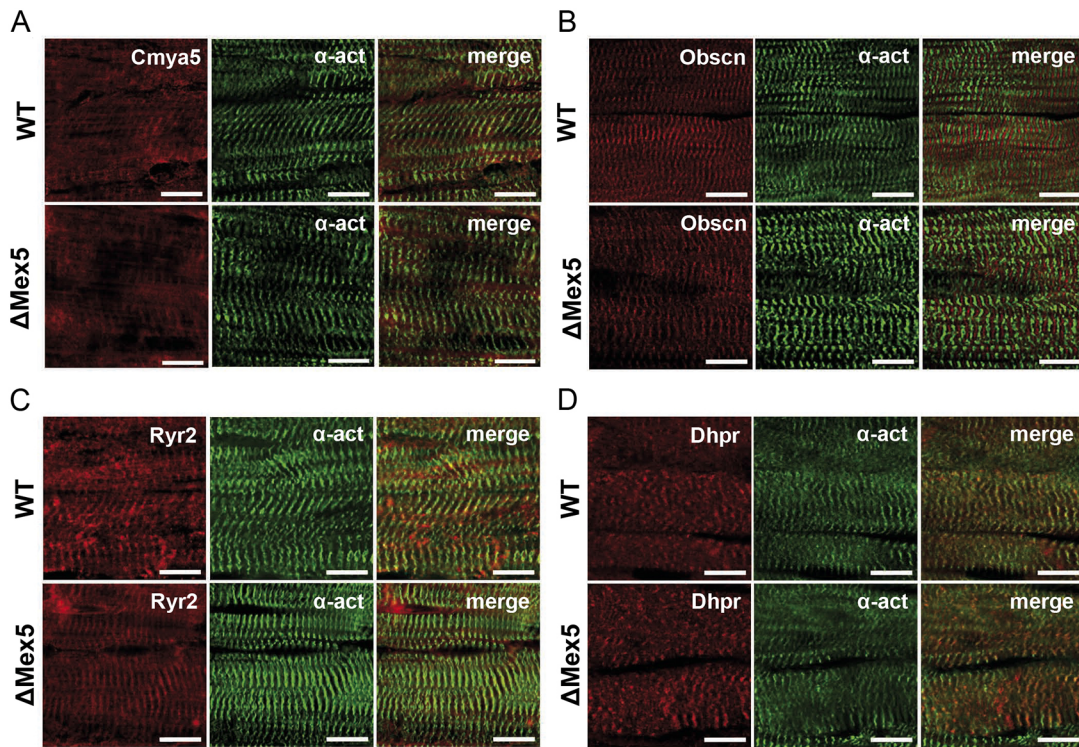 A
Cmya5 α-act merge
WT
α-act merge
ΔMex5
B
Obscn α-act merge
WT
Obscn α-act merge
ΔMex5
C
Ryr2 α-act merge
WT
Ryr2 α-act merge
ΔMex5
D
Dhpr α-act merge
WT
Dhpr α-act merge
ΔMex5